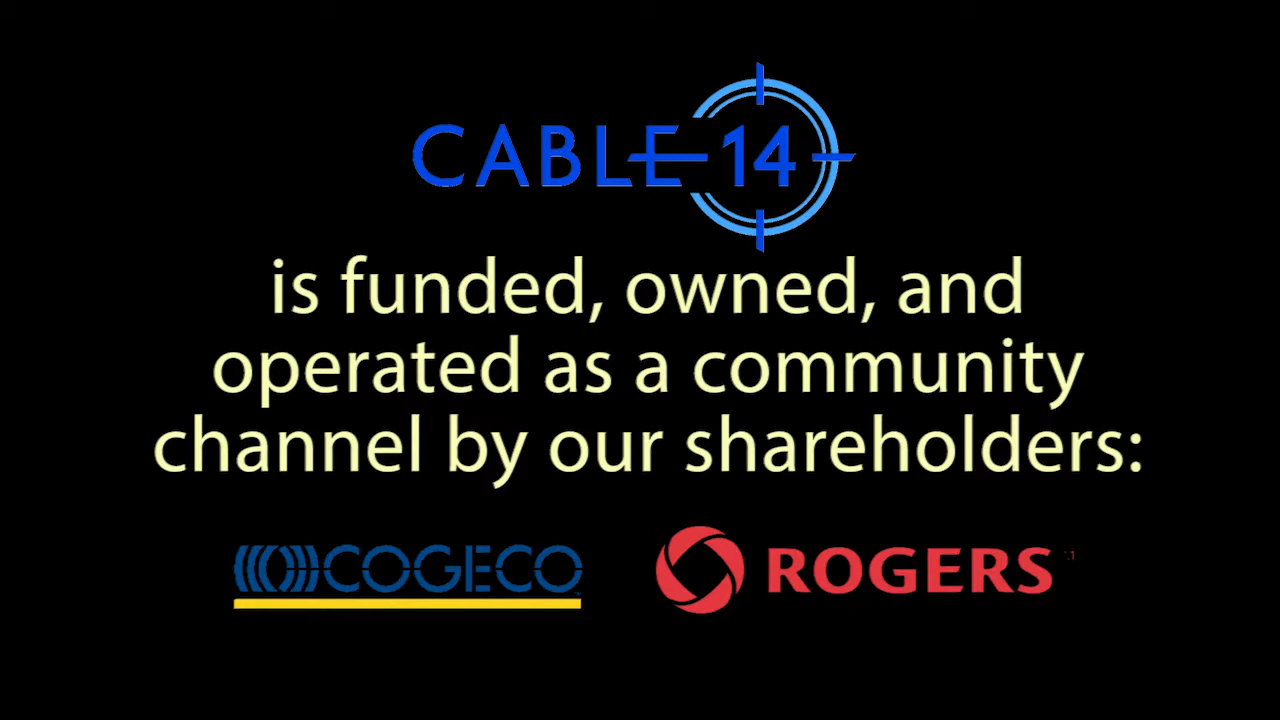 CABLE 14
is funded, owned, and
operated as a community
channel by our shareholders:
COGECO ROGERS